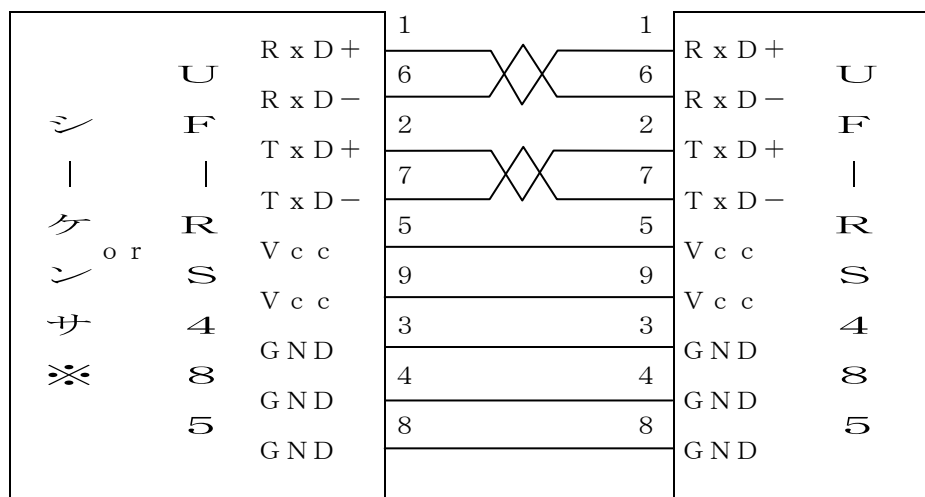 シーケンサ※
or
UF－RS485
RxD+ 1 1 RxD+
RxD− 6 6 RxD−
TxD+ 2 2 TxD+
TxD− 7 7 TxD−
Vcc 5 5 Vcc
Vcc 9 9 Vcc
GND 3 3 GND
GND 4 4 GND
GND 8 8 GND
UF－RS485